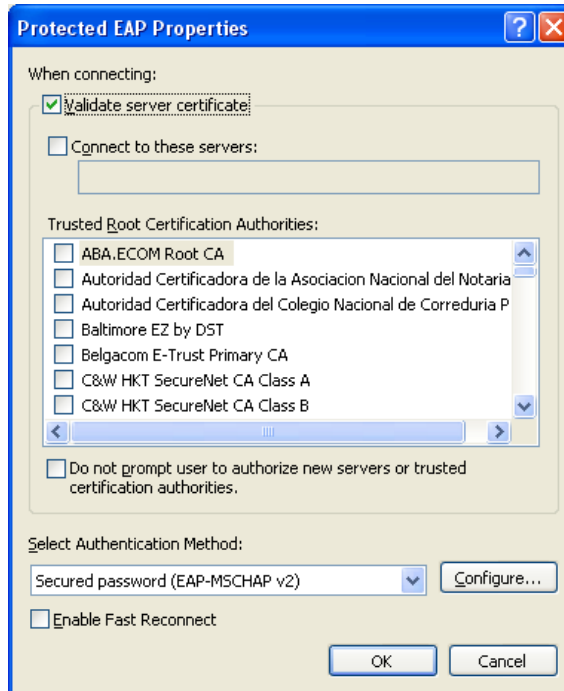 Protected EAP Properties
When connecting:
Validate server certificate
Connect to these servers:
Trusted Root Certification Authorities:
ABA.ECOM Root CA
Autoridad Certificadora de la Asociacion Nacional del Notaria
Autoridad Certificadora del Colegio Nacional de Correduria P
Baltimore EZ by DST
Belgacom E-Trust Primary CA
C&W HKT SecureNet CA Class A
C&W HKT SecureNet CA Class B
Do not prompt user to authorize new servers or trusted
certification authorities.
Select Authentication Method:
Secured password (EAP-MSCHAP v2)
Configure...
Enable Fast Reconnect
OK
Cancel